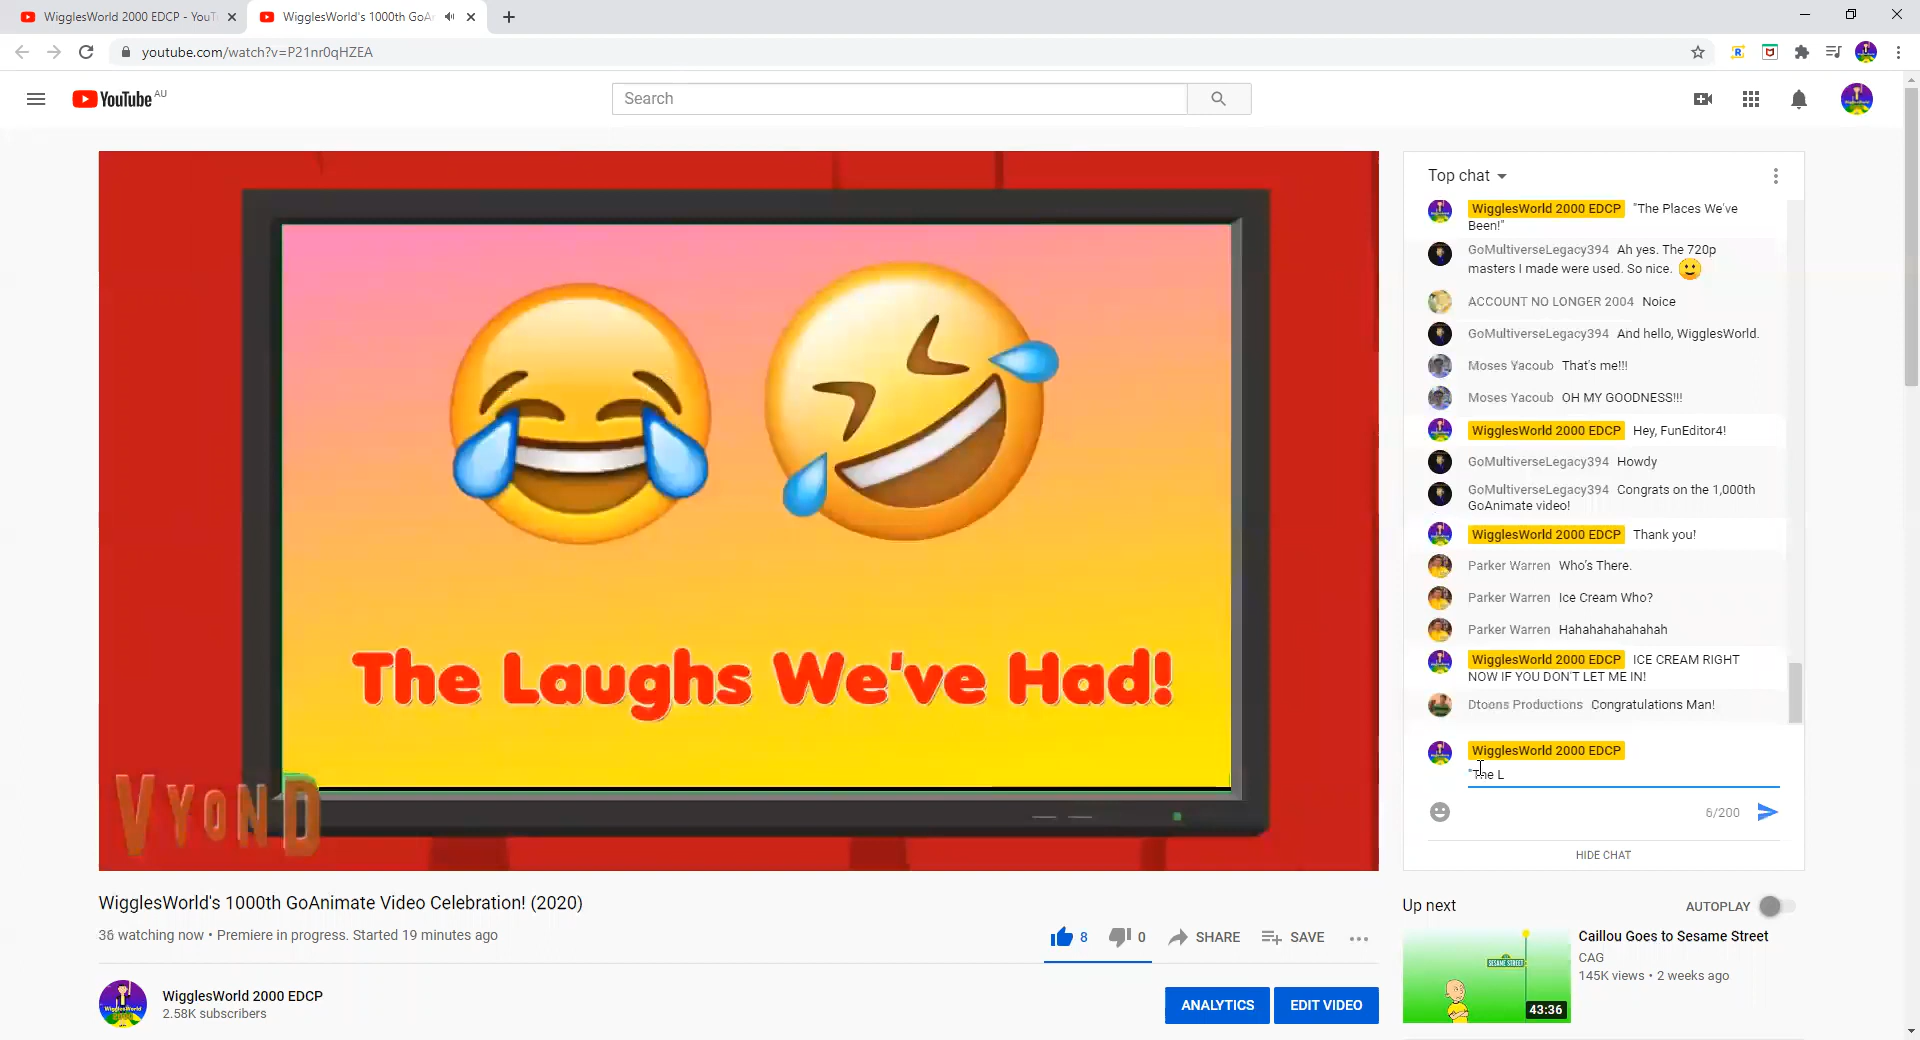 WigglesWorld 2000 EDCP - YouT
WigglesWorld's 1000th GoAn
youtube.com/watch?v=P21nr0qHZEA
YouTube AU
Search
The Laughs We've Had!
VYOND
Top chat
WigglesWorld 2000 EDCP "The Places We've
Been!"
GoMultiverseLegacy394 Ah yes. The 720p
masters I made were used. So nice.
ACCOUNT NO LONGER 2004 Noice
GoMultiverseLegacy394 And hello, WigglesWorld.
Moses Yacoub That's me!!!
Moses Yacoub OH MY GOODNESS!!!
WigglesWorld 2000 EDCP Hey, FunEditor4!
GoMultiverseLegacy394 Howdy
GoMultiverseLegacy394 Congrats on the 1,000th
GoAnimate video!
WigglesWorld 2000 EDCP Thank you!
Parker Warren Who's There.
Parker Warren Ice Cream Who?
Parker Warren Hahahahahahahah
WigglesWorld 2000 EDCP ICE CREAM RIGHT
NOW IF YOU DON'T LET ME IN!
Dtoons Productions Congratulations Man!
WigglesWorld 2000 EDCP
"The L
6/200
HIDE CHAT
WigglesWorld's 1000th GoAnimate Video Celebration! (2020)
36 watching now • Premiere in progress. Started 19 minutes ago
8 0 SHARE SAVE
WigglesWorld 2000 EDCP
2.58K subscribers
ANALYTICS EDIT VIDEO
Up next AUTOPLAY
SESAME STREET
43:36
Caillou Goes to Sesame Street
CAG
145K views • 2 weeks ago